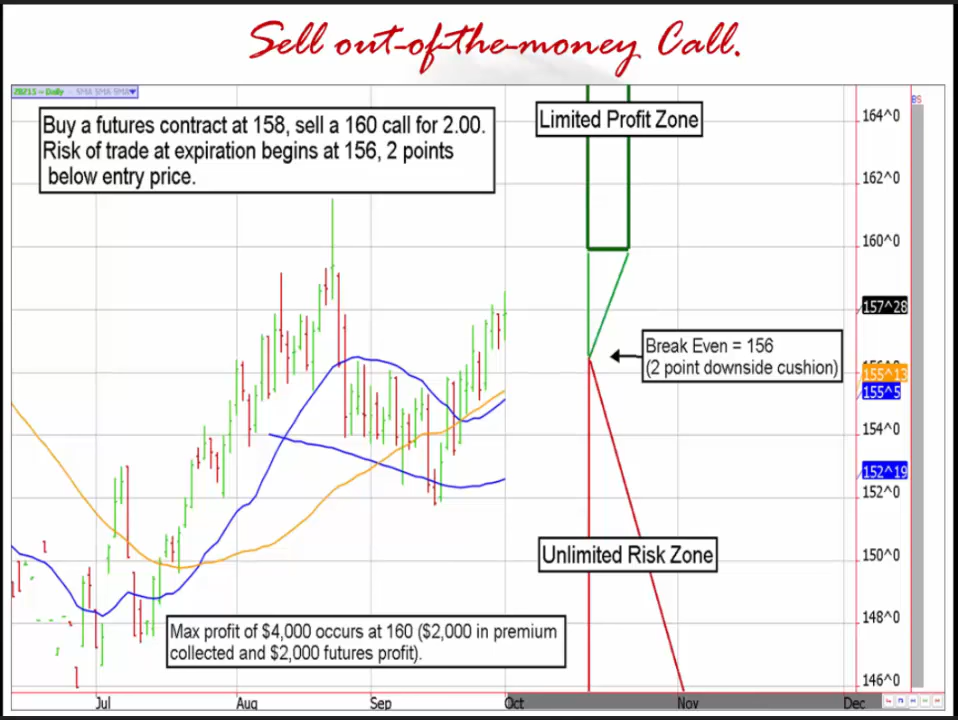 Sell out-of-the-money Call.
Buy a futures contract at 158, sell a 160 call for 2.00.
Risk of trade at expiration begins at 156, 2 points
below entry price.
Limited Profit Zone
164^0
162^0
160^0
157^28
Break Even = 156
(2 point downside cushion)
155^13
155^5
154^0
152^19
152^0
Unlimited Risk Zone
150^0
148^0
Max profit of $4,000 occurs at 160 ($2,000 in premium
collected and $2,000 futures profit).
146^0
Jul Aug Sep Oct Nov Dec